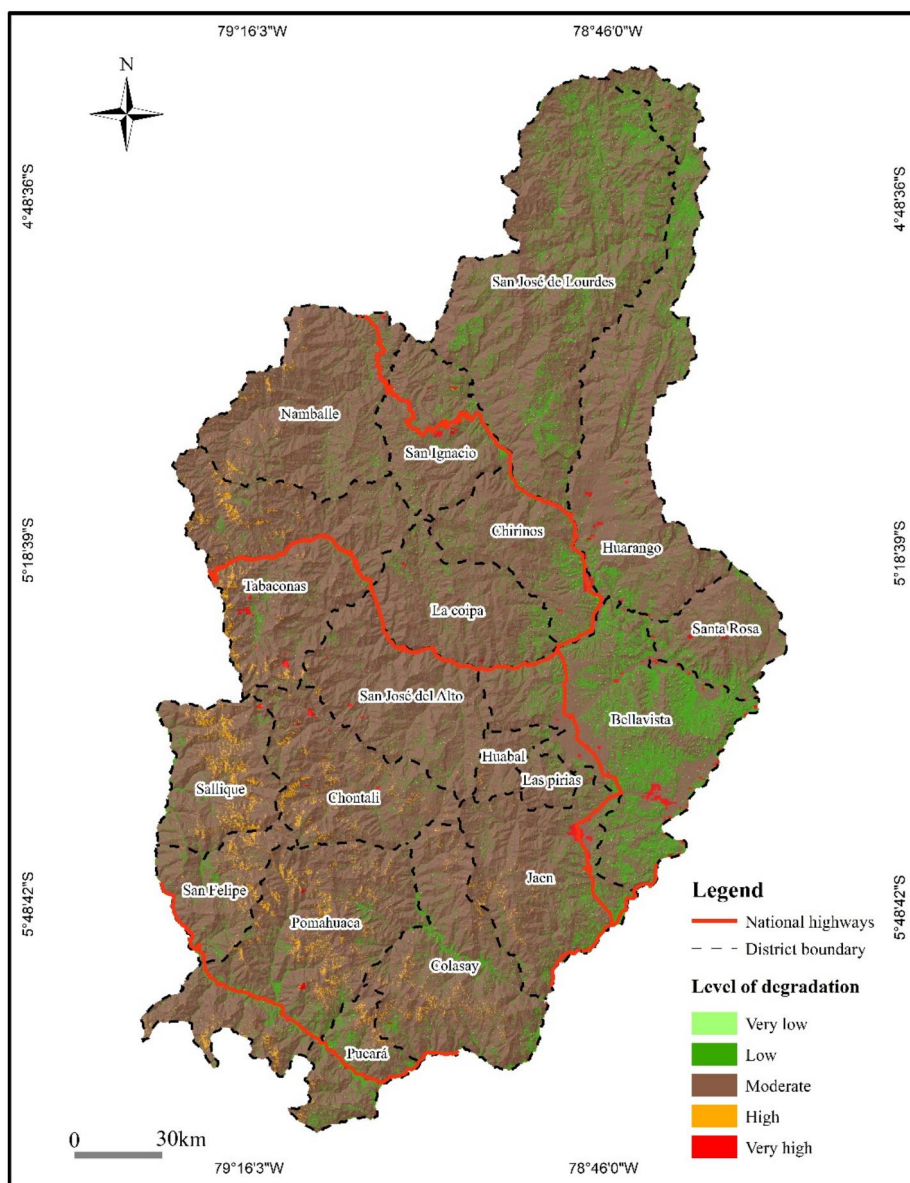 79°16'3"W
78°46'0"W
N
4°48'36"S
4°48'36"S
San José de Lourdes
Namballe
San Ignacio
Chirinos
Huarango
5°18'39"S
5°18'39"S
Tabaconas
La coipa
Santa Rosa
San José del Alto
Bellavista
Huabal
Las pirias
Sallique
Chontali
Jaen
San Felipe
Pomahuaca
Colasay
Pucará
5°48'42"S
5°48'42"S
Legend
National highways
District boundary
Level of degradation
Very low
Low
Moderate
High
Very high
0 30km
79°16'3"W
78°46'0"W